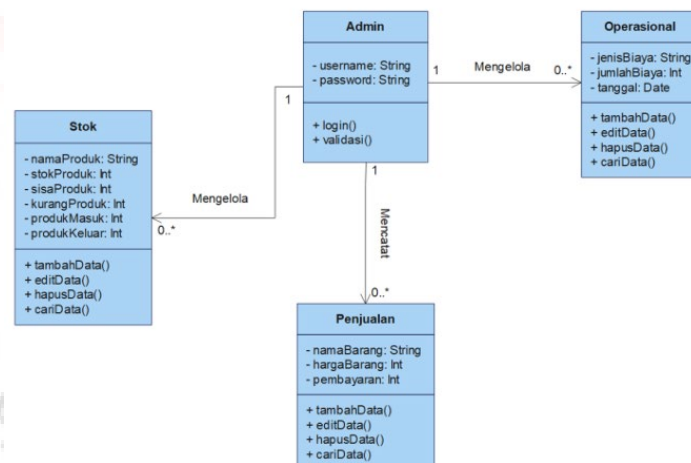 Admin
- username: String
- password: String
+ login()
+ validasi()
Operasional
- jenisBiaya: String
- jumlahBiaya: Int
- tanggal: Date
+ tambahData()
+ editData()
+ hapusData()
+ cariData()
1
Mengelola
0..*
Stok
- namaProduk: String
- stokProduk: Int
- sisaProduk: Int
- kurangProduk: Int
- produkMasuk: Int
- produkKeluar: Int
+ tambahData()
+ editData()
+ hapusData()
+ cariData()
1
Mengelola
0..*
1
Mencatat
0..*
Penjualan
- namaBarang: String
- hargaBarang: Int
- pembayaran: Int
+ tambahData()
+ editData()
+ hapusData()
+ cariData()